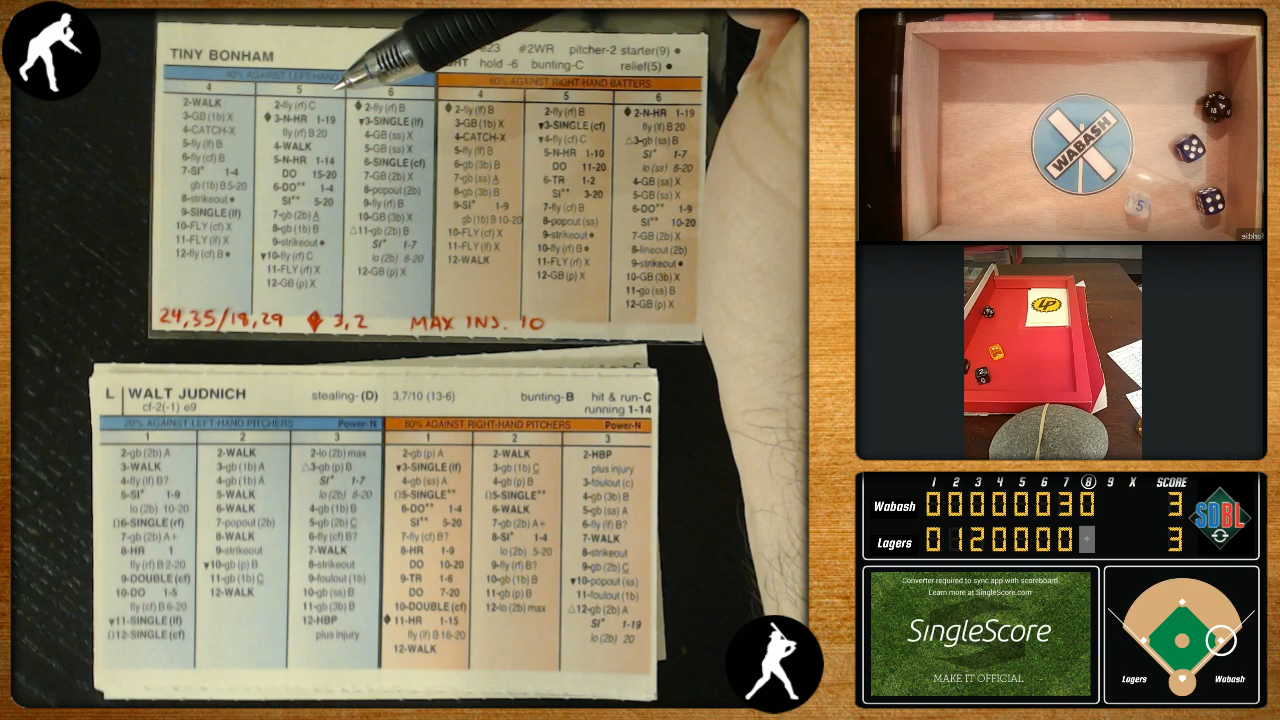 TINY BONHAM
e23 #2WR pitcher-2 starter(9) •
hold -6 bunting-C relief(5) •
40% AGAINST LEFT-HAND
60% AGAINST RIGHT-HAND BATTERS
4
2-WALK
3-GB (1b) X
4-CATCH-X
5-fly (lf) B
6-fly (cf) B
7-SI* 1-4
gb (1b) B 5-20
8-strikeout •
9-SINGLE (lf)
10-FLY (cf) X
11-FLY (lf) X
12-fly (cf) B •
5
2-fly (rf) C
♦ 3-N-HR 1-19
fly (rf) B 20
4-WALK
5-N-HR 1-14
DO 15-20
6-DO** 1-4
SI** 5-20
7-gb (2b) A
8-gb (1b) B
9-strikeout •
▼10-fly (rf) C
11-FLY (rf) X
12-GB (p) X
6
♦ 2-fly (rf) B
▼3-SINGLE (lf)
4-GB (ss) X
5-GB (ss) X
6-SINGLE (cf)
7-GB (2b) X
8-popout (2b)
9-strikeout
10-GB (3b) X
△11-gb (2b) B
SI* 1-7
lo (2b) 8-20
12-GB (p) X
4
♦ 2-fly (lf) B
3-GB (1b) X
4-CATCH-X
5-fly (lf) B
6-gb (3b) B
7-gb (ss) A
8-gb (3b) B
9-SI* 1-9
gb (1b) B 10-20
10-FLY (cf) X
11-FLY (lf) X
12-WALK
5
2-fly (rf) B
▼3-SINGLE (cf)
▼4-fly (cf) C
5-N-HR 1-10
DO 11-20
6-TR 1-2
SI** 3-20
7-fly (cf) B
8-popout (ss)
9-strikeout •
10-fly (rf) B •
11-FLY (rf) X
12-GB (p) X
6
♦ 2-N-HR 1-19
fly (lf) B 20
△3-gb (ss) B
SI* 1-7
lo (ss) 8-20
4-GB (ss) X
5-GB (ss) X
6-DO** 1-9
SI** 10-20
7-GB (2b) X
8-lineout (2b)
9-strikeout •
10-GB (3b) X
11-gb (ss) B
12-GB (p) X
24,35/18,29 ♦ 3,2 MAX INS. 10
L WALT JUDNICH stealing- (D) 3,7/10 (13-6) bunting-B hit & run-C
cf-2(-1) e9 running 1-14
20% AGAINST LEFT-HAND PITCHERS Power-N
80% AGAINST RIGHT-HAND PITCHERS Power-N
1
2-gb (2b) A
3-WALK
4-fly (lf) B?
SI* 1-9
lo (2b) 10-20
6-SINGLE (rf)
(2b) A+
8-HR 1
fly (rf) B 2-20
9-DOUBLE (cf)
10-DO 1-5
fly (cf) B 6-20
▼11-SINGLE (lf)
12-SINGLE (cf)
2
2-WALK
3-gb (1b) A
4-gb (1b) A
5-WALK
6-WALK
7-popout (2b)
8-WALK
9-strikeout
▼10-gb (p) B
11-gb (1b) C
12-WALK
3
2-lo (2b) max
△3-gb (p) B
SI* 1-7
lo (2b) 8-20
4-gb (1b) B
5-gb (2b) C
6-fly (cf) B?
7-WALK
8-strikeout
9-foulout (1b)
10-gb (ss) B
11-gb (3b) B
12-HBP
plus injury
1
2-gb (p) A
▼3-SINGLE (lf)
4-gb (ss) A
5-SINGLE**
6-DO** 1-4
SI** 5-20
7-fly (cf) B?
8-HR 1-9
DO 10-20
9-TR 1-6
DO 7-20
10-DOUBLE (cf)
♦ 11-HR 1-15
fly (lf) B 16-20
12-WALK
2
2-WALK
3-gb (1b) C
4-gb (p) B
5-SINGLE**
6-WALK
7-gb (2b) A+
8-SI* 1-4
lo (2b) 5-20
9-fly (rf) B?
10-gb (1b) B
11-gb (p) B
12-lo (2b) max
3
2-HBP
plus injury
3-foulout (c)
4-gb (3b) B
5-gb (ss) A
6-fly (lf) B?
7-WALK
8-strikeout
9-gb (2b) C
▼10-popout (ss)
11-foulout (1b)
△12-gb (2b) A
SI* 1-19
lo (2b) 20
WABASH
5
LP
1 2 3 4 5 6 7 8 9 X SCORE
Wabash 0 0 0 0 0 0 3 0 3
Lagers 0 2 0 0 0 0 + 3
SDBL
Converter required to sync app with scoreboard
Learn more at SingleScore.com
SINGLESCORE
MAKE IT OFFICIAL
Lagers Wabash